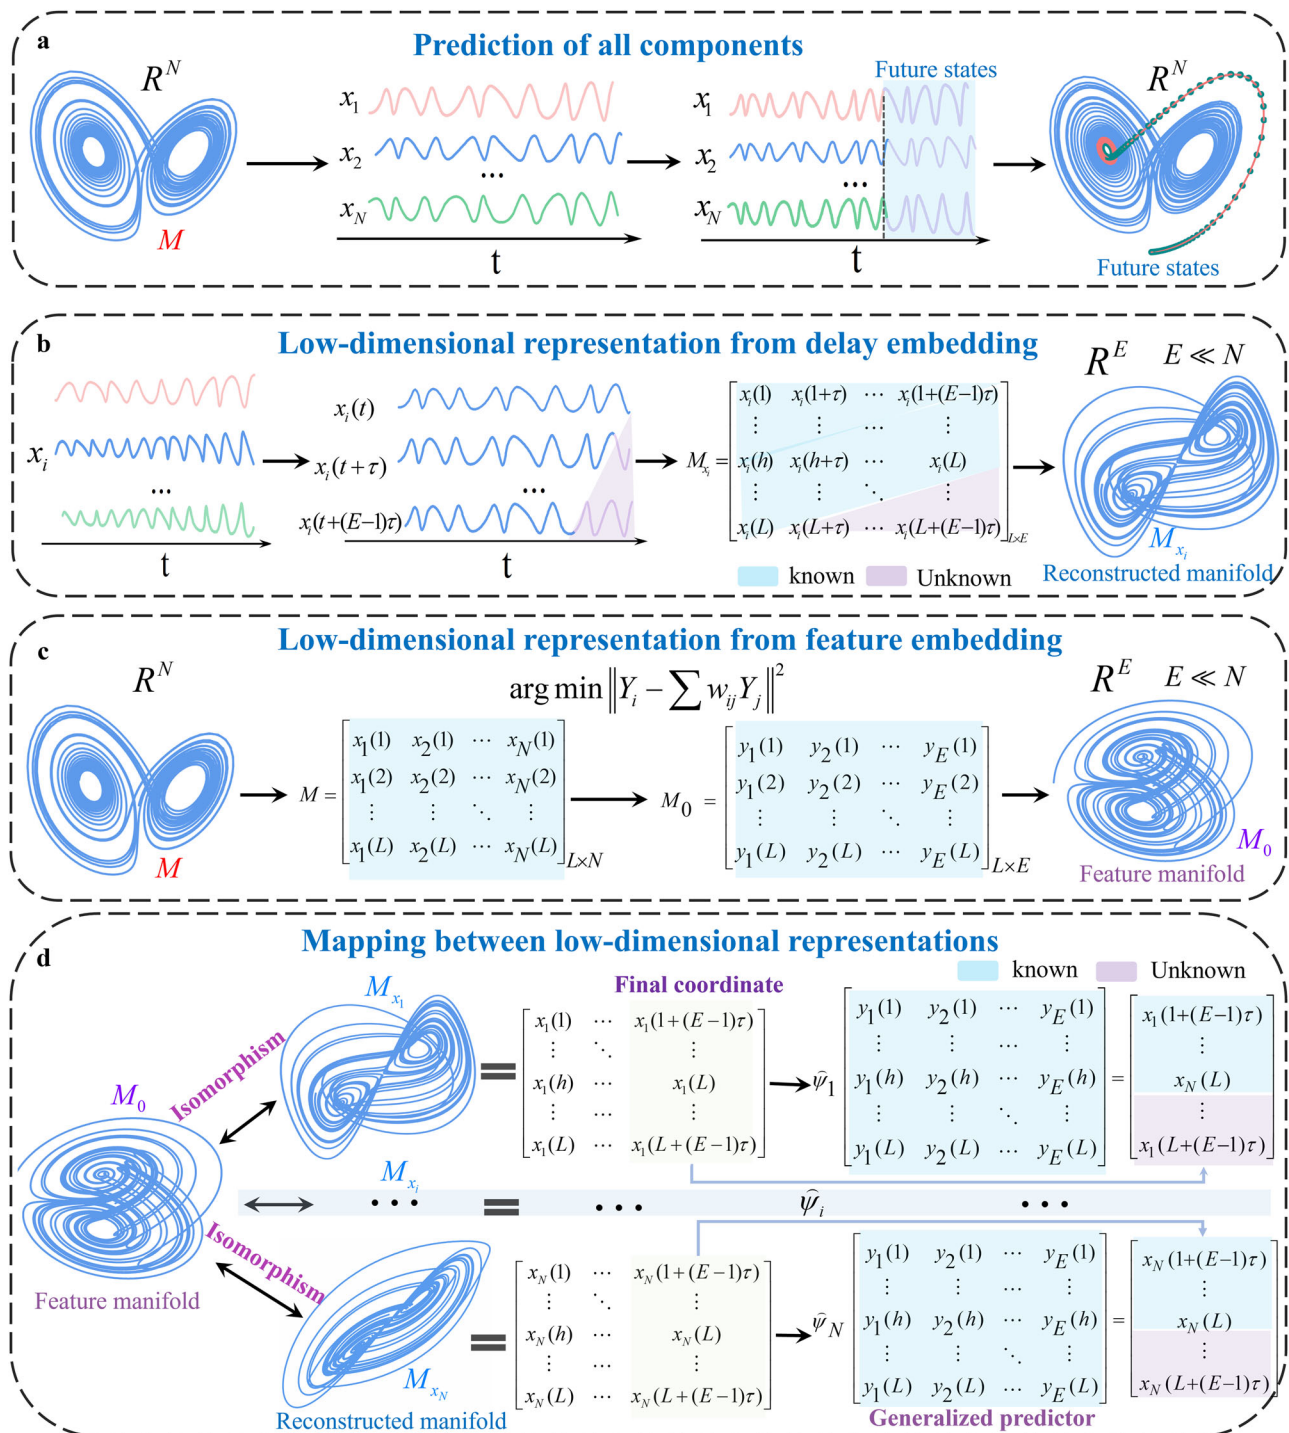 a
Prediction of all components
R^N
M
x_1
x_2
...
x_N
t
Future states
x_1
x_2
...
x_N
t
R^N
Future states
b
Low-dimensional representation from delay embedding
x_i
...
t
x_i(t)
x_i(t+τ)
...
x_i(t+(E−1)τ)
t
M_{x_i} =
x_i(1) x_i(1+τ) ⋯ x_i(1+(E−1)τ)
⋮ ⋮ ⋯ ⋮
x_i(h) x_i(h+τ) ⋯ x_i(L)
⋮ ⋮ ⋱ ⋮
x_i(L) x_i(L+τ) ⋯ x_i(L+(E−1)τ)
L×E
known Unknown
R^E E ≪ N
M_{x_i}
Reconstructed manifold
c
Low-dimensional representation from feature embedding
R^N
M
arg min ‖Y_i − ∑ w_{ij} Y_j‖^2
M =
x_1(1) x_2(1) ⋯ x_N(1)
x_1(2) x_2(2) ⋯ x_N(2)
⋮ ⋮ ⋱ ⋮
x_1(L) x_2(L) ⋯ x_N(L)
L×N
M_0 =
y_1(1) y_2(1) ⋯ y_E(1)
y_1(2) y_2(2) ⋯ y_E(2)
⋮ ⋮ ⋱ ⋮
y_1(L) y_2(L) ⋯ y_E(L)
L×E
R^E E ≪ N
M_0
Feature manifold
d
Mapping between low-dimensional representations
known Unknown
M_0
Feature manifold
Isomorphism
M_{x_1}
=
Final coordinate
x_1(1) ⋯ x_1(1+(E−1)τ)
⋮ ⋱ ⋮
x_1(h) ⋯ x_1(L)
⋮ ⋯ ⋮
x_1(L) ⋯ x_1(L+(E−1)τ)
ψ̂_1
y_1(1) y_2(1) ⋯ y_E(1)
⋮ ⋮ ⋯ ⋮
y_1(h) y_2(h) ⋯ y_E(h)
⋮ ⋮ ⋱ ⋮
y_1(L) y_2(L) ⋯ y_E(L)
=
x_1(1+(E−1)τ)
⋮
x_N(L)
⋮
x_1(L+(E−1)τ)
M_{x_i}
... = ... ψ̂_i ...
Isomorphism
M_{x_N}
Reconstructed manifold
=
x_N(1) ⋯ x_N(1+(E−1)τ)
⋮ ⋱ ⋮
x_N(h) ⋯ x_N(L)
⋮ ⋯ ⋮
x_N(L) ⋯ x_N(L+(E−1)τ)
ψ̂_N
y_1(1) y_2(1) ⋯ y_E(1)
⋮ ⋮ ⋯ ⋮
y_1(h) y_2(h) ⋯ y_E(h)
⋮ ⋮ ⋱ ⋮
y_1(L) y_2(L) ⋯ y_E(L)
=
x_N(1+(E−1)τ)
⋮
x_N(L)
⋮
x_N(L+(E−1)τ)
Generalized predictor